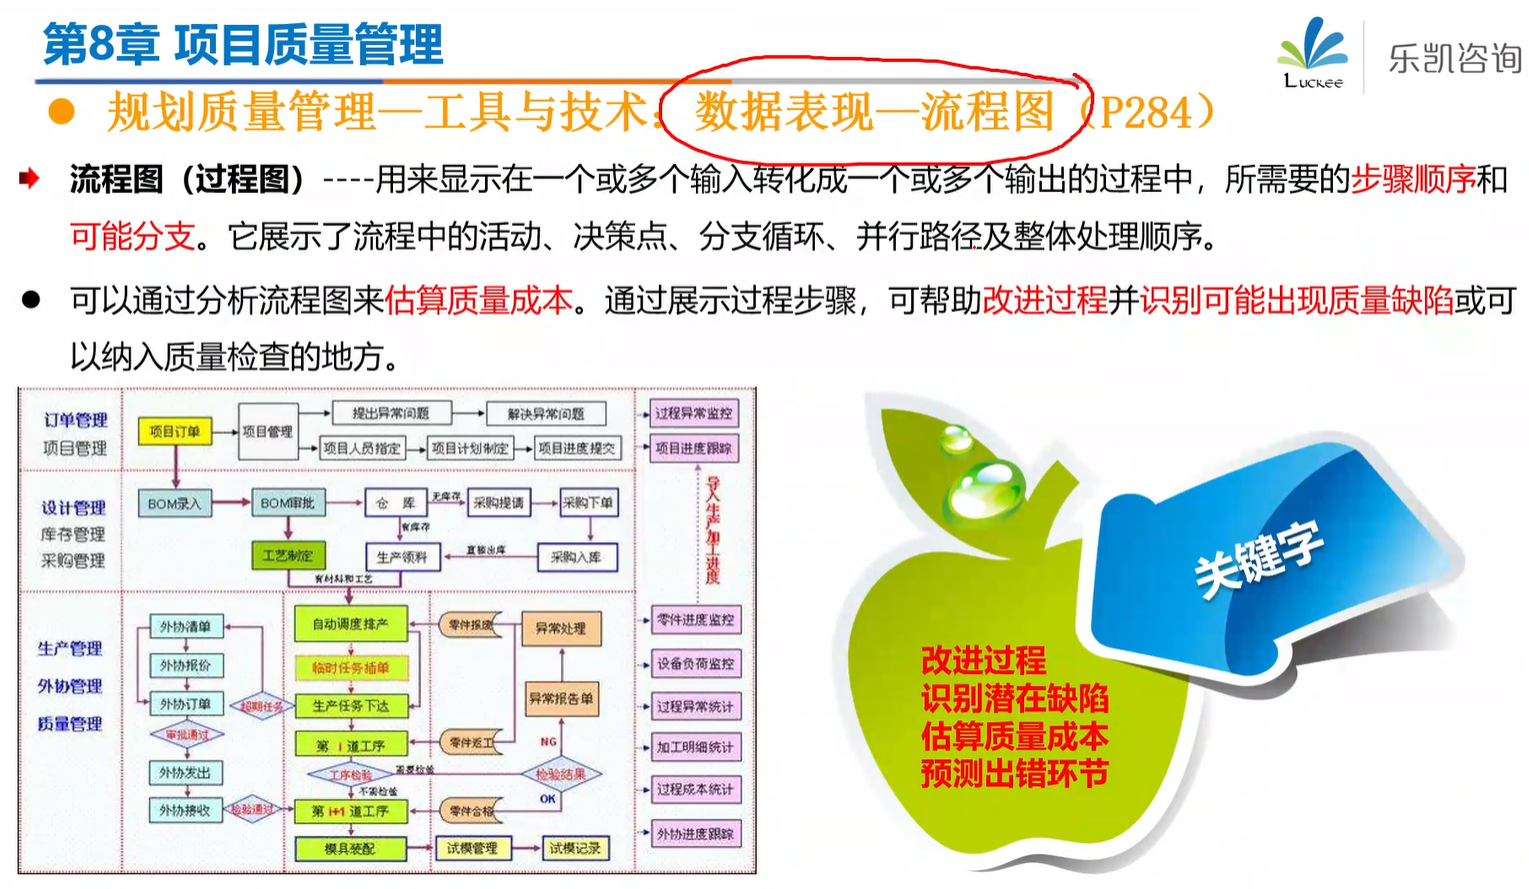 第8章 项目质量管理
LUCKEE
乐凯咨询
规划质量管理—工具与技术：数据表现—流程图（P284）
流程图（过程图）----用来显示在一个或多个输入转化成一个或多个输出的过程中，所需要的步骤顺序和
可能分支。它展示了流程中的活动、决策点、分支循环、并行路径及整体处理顺序。
可以通过分析流程图来估算质量成本。通过展示过程步骤，可帮助改进过程并识别可能出现质量缺陷或可
以纳入质量检查的地方。
订单管理
项目管理
项目订单
项目管理
提出异常问题
解决异常问题
项目人员指定
项目计划制定
项目进度提交
过程异常监控
项目进度跟踪
设计管理
库存管理
采购管理
BOM录入
BOM审批
仓 库
无库存
采购提请
采购下单
有库存
工艺制定
生产领料
直接出库
采购入库
有材料和工艺
导入生产加工进度
生产管理
外协管理
质量管理
外协清单
外协报价
外协订单
审批通过
外协发出
外协接收
超期任务
检验通过
自动调度排产
临时任务插单
生产任务下达
第 i 道工序
工序检验
需要检验
不需检验
第 i+1 道工序
模具装配
零件报废
零件返工
零件合格
异常处理
异常报告单
NG
检验结果
OK
试模管理
试模记录
零件进度监控
设备负荷监控
过程异常统计
加工明细统计
过程成本统计
外协进度跟踪
关键字
改进过程
识别潜在缺陷
估算质量成本
预测出错环节